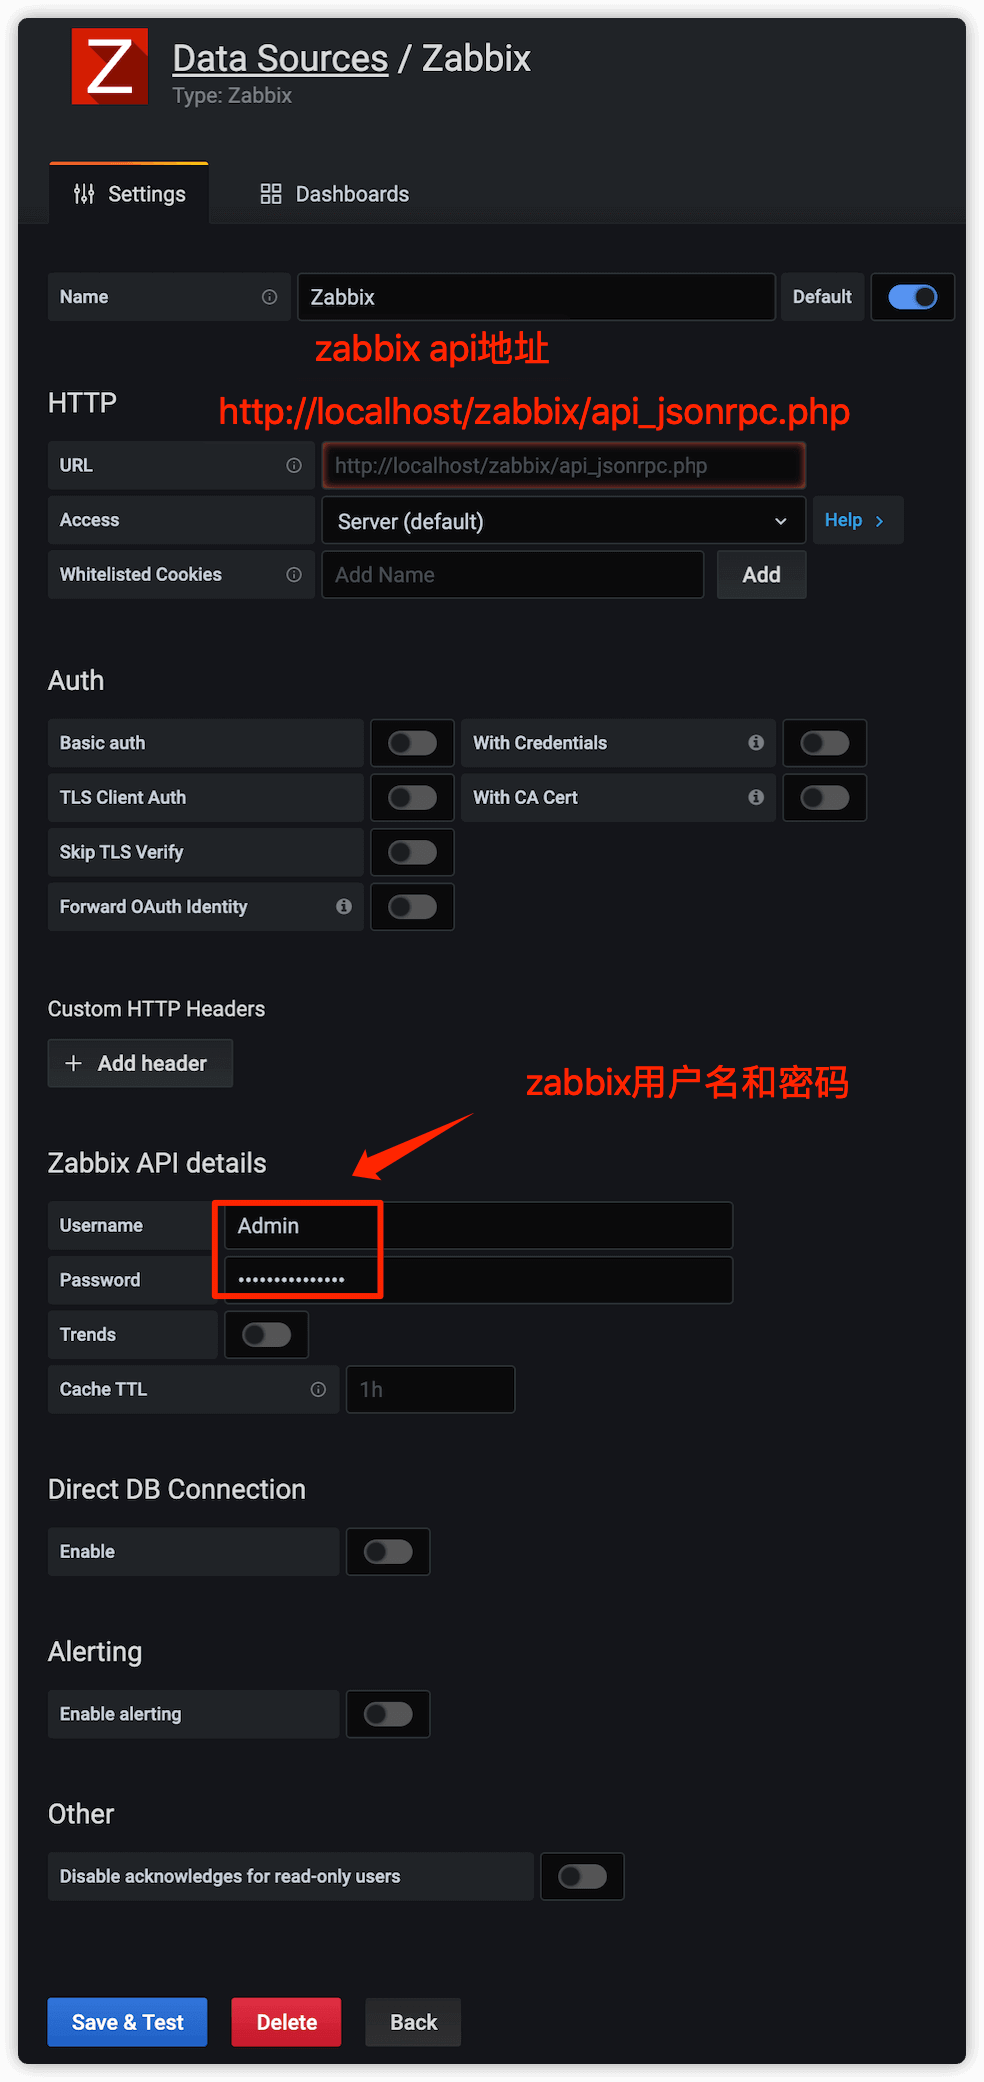 Z
Data Sources / Zabbix
Type: Zabbix
Settings
Dashboards
Name
Zabbix
Default
zabbix api地址
HTTP
http://localhost/zabbix/api_jsonrpc.php
URL
http://localhost/zabbix/api_jsonrpc.php
Access
Server (default)
Help >
Whitelisted Cookies
Add Name
Add
Auth
Basic auth
With Credentials
TLS Client Auth
With CA Cert
Skip TLS Verify
Forward OAuth Identity
Custom HTTP Headers
+ Add header
zabbix用户名和密码
Zabbix API details
Username
Admin
Password
•••••••••••••••
Trends
Cache TTL
1h
Direct DB Connection
Enable
Alerting
Enable alerting
Other
Disable acknowledges for read-only users
Save & Test
Delete
Back